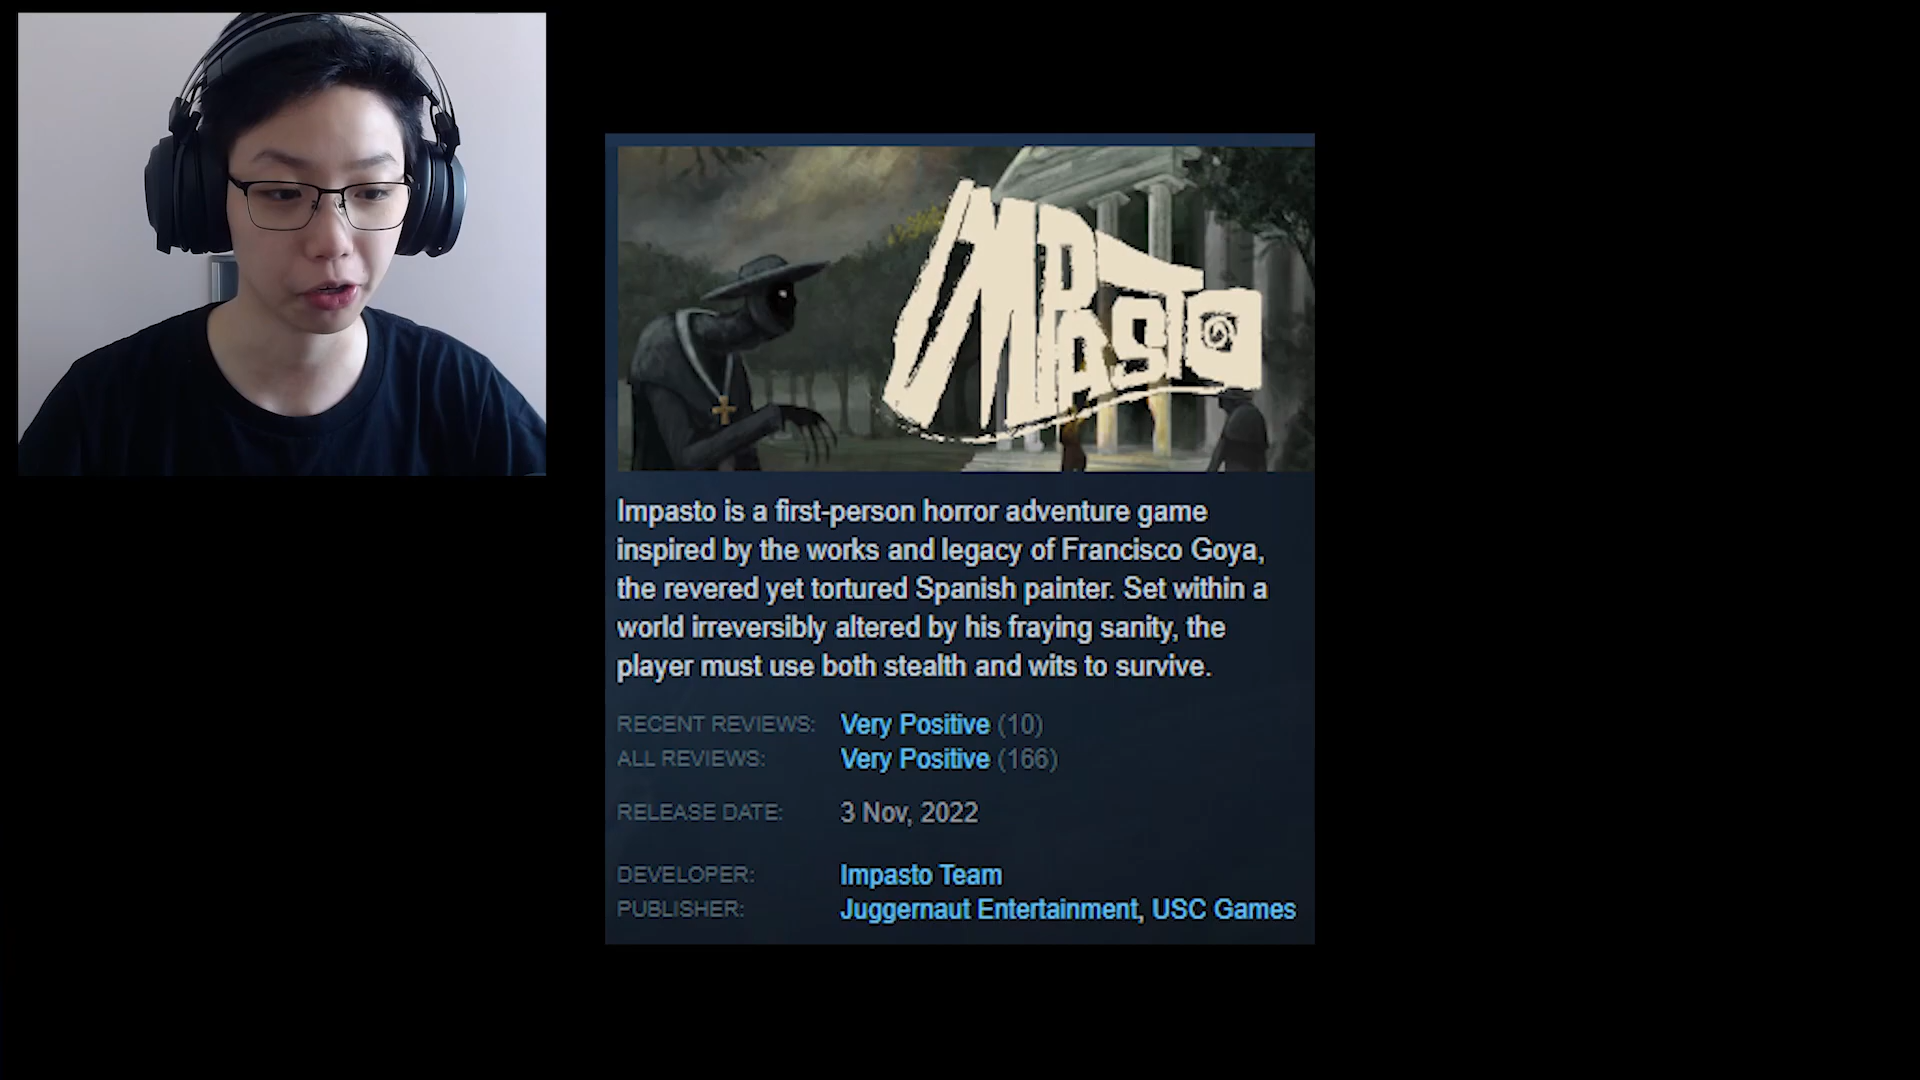 IMPASTO
Impasto is a first-person horror adventure game
inspired by the works and legacy of Francisco Goya,
the revered yet tortured Spanish painter. Set within a
world irreversibly altered by his fraying sanity, the
player must use both stealth and wits to survive.
RECENT REVIEWS: Very Positive (10)
ALL REVIEWS: Very Positive (166)
RELEASE DATE: 3 Nov, 2022
DEVELOPER: Impasto Team
PUBLISHER: Juggernaut Entertainment, USC Games